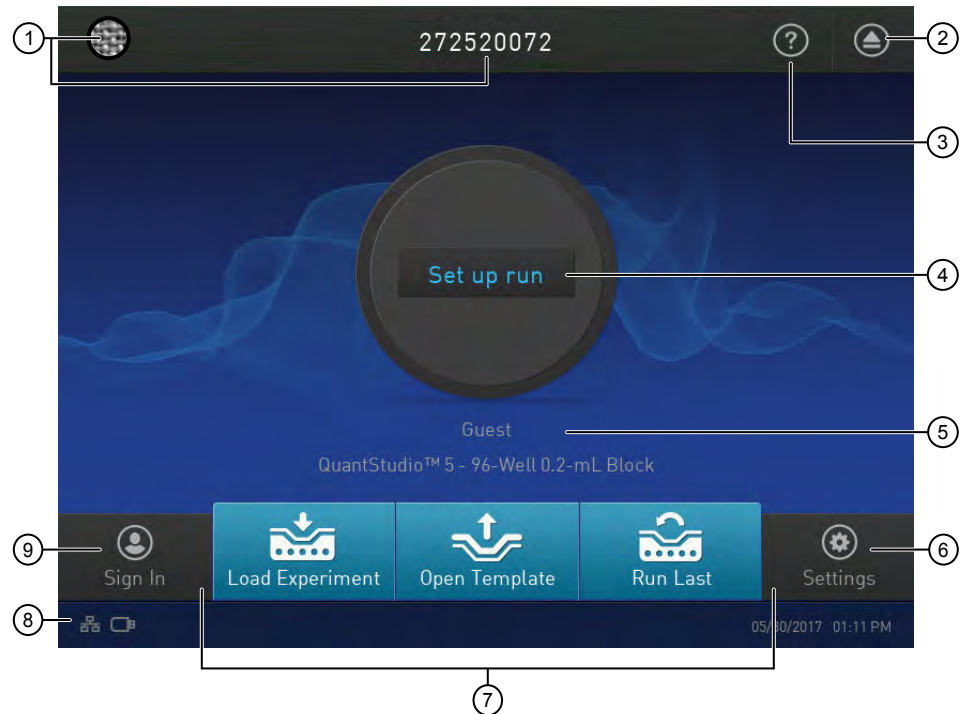 1
272520072
?
2
3
Set up run
4
Guest
5
QuantStudio™ 5 - 96-Well 0.2-mL Block
9
Sign In
Load Experiment
Open Template
Run Last
Settings
6
8
05/30/2017 01:11 PM
7